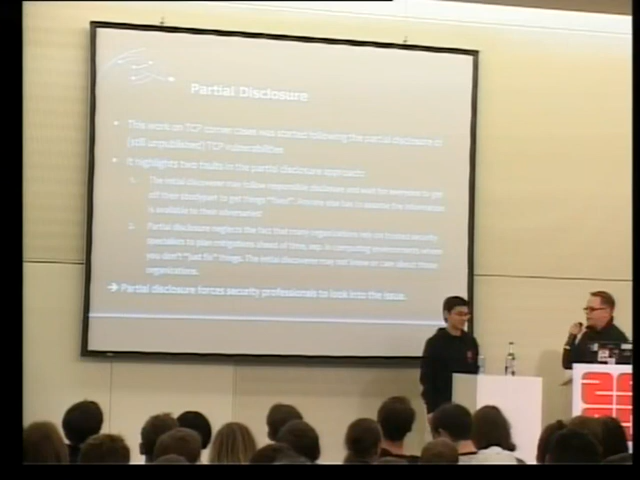 Partial Disclosure
This work on TCP corner cases was started following the partial disclosure of
(still unpublished) TCP vulnerabilities.
It highlights two faults in the partial disclosure approach:
1. The initial discoverer may follow responsible disclosure and wait for everyone to get
off their and get things "fixed". Anyone else has to assume the information
is available to their adversaries!
2. Partial disclosure neglects the fact that many organisations rely on trusted security
specialists to plan mitigations ahead of time, esp. in computing environments where
you don't "just fix" things. The initial discoverer may not know or care about those
organisations.
➔ Partial disclosure forces security professionals to look into the issue.